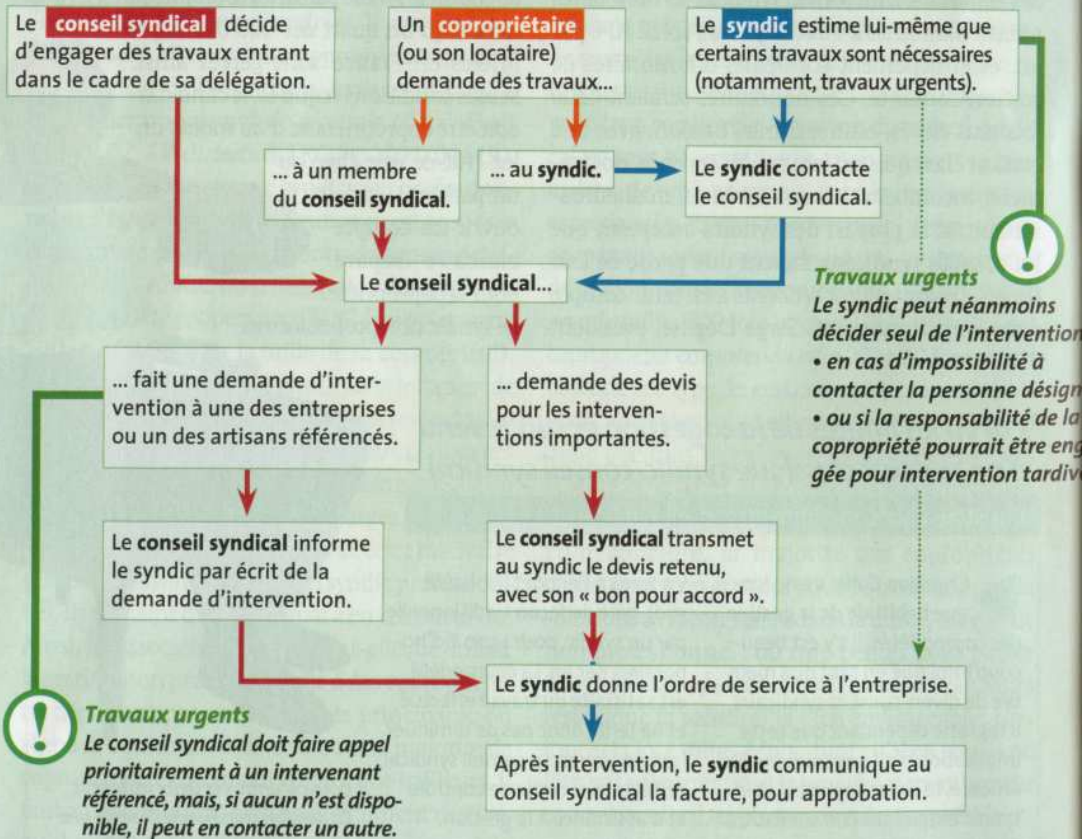 Le conseil syndical décide
d'engager des travaux entrant
dans le cadre de sa délégation.
Un copropriétaire
(ou son locataire)
demande des travaux...
Le syndic estime lui-même que
certains travaux sont nécessaires
(notamment, travaux urgents).
... à un membre
du conseil syndical.
... au syndic.
Le syndic contacte
le conseil syndical.
Le conseil syndical...
!
Travaux urgents
Le syndic peut néanmoins
décider seul de l'intervention
• en cas d'impossibilité à
contacter la personne désign
• ou si la responsabilité de la
copropriété pourrait être eng
gée pour intervention tardiv
... fait une demande d'inter-
vention à une des entreprises
ou un des artisans référencés.
... demande des devis
pour les interven-
tions importantes.
Le conseil syndical informe
le syndic par écrit de la
demande d'intervention.
Le conseil syndical transmet
au syndic le devis retenu,
avec son « bon pour accord ».
Le syndic donne l'ordre de service à l'entreprise.
Après intervention, le syndic communique au
conseil syndical la facture, pour approbation.
!
Travaux urgents
Le conseil syndical doit faire appel
prioritairement à un intervenant
référencé, mais, si aucun n'est dispo-
nible, il peut en contacter un autre.